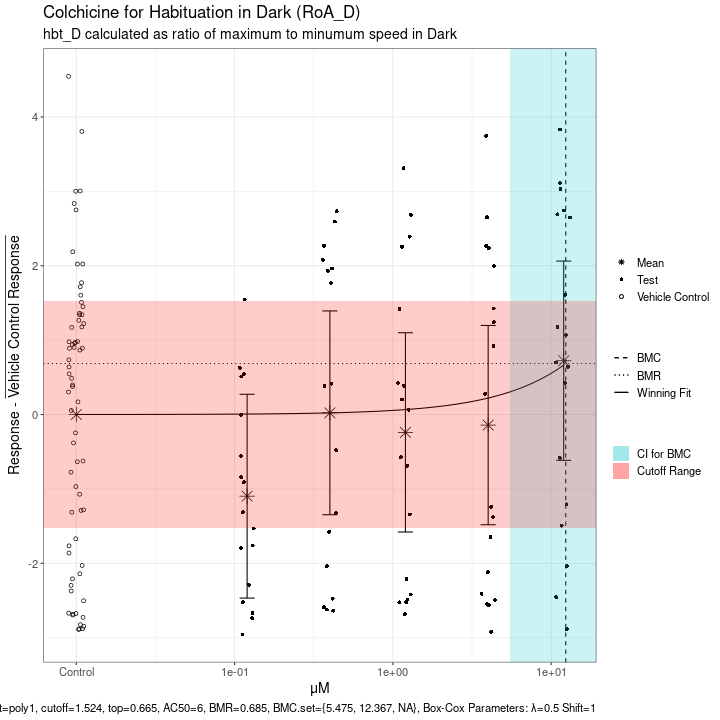 Colchicine for Habituation in Dark (RoA_D)
hbt_D calculated as ratio of maximum to minumum speed in Dark
Response - Vehicle Control Response
4
2
0
-2
Control
1e-01
1e+00
1e+01
μM
Mean
Test
Vehicle Control
BMC
BMR
Winning Fit
CI for BMC
Cutoff Range
t=poly1, cutoff=1.524, top=0.665, AC50=6, BMR=0.685, BMC.set={5.475, 12.367, NA}, Box-Cox Parameters: λ=0.5 Shift=1